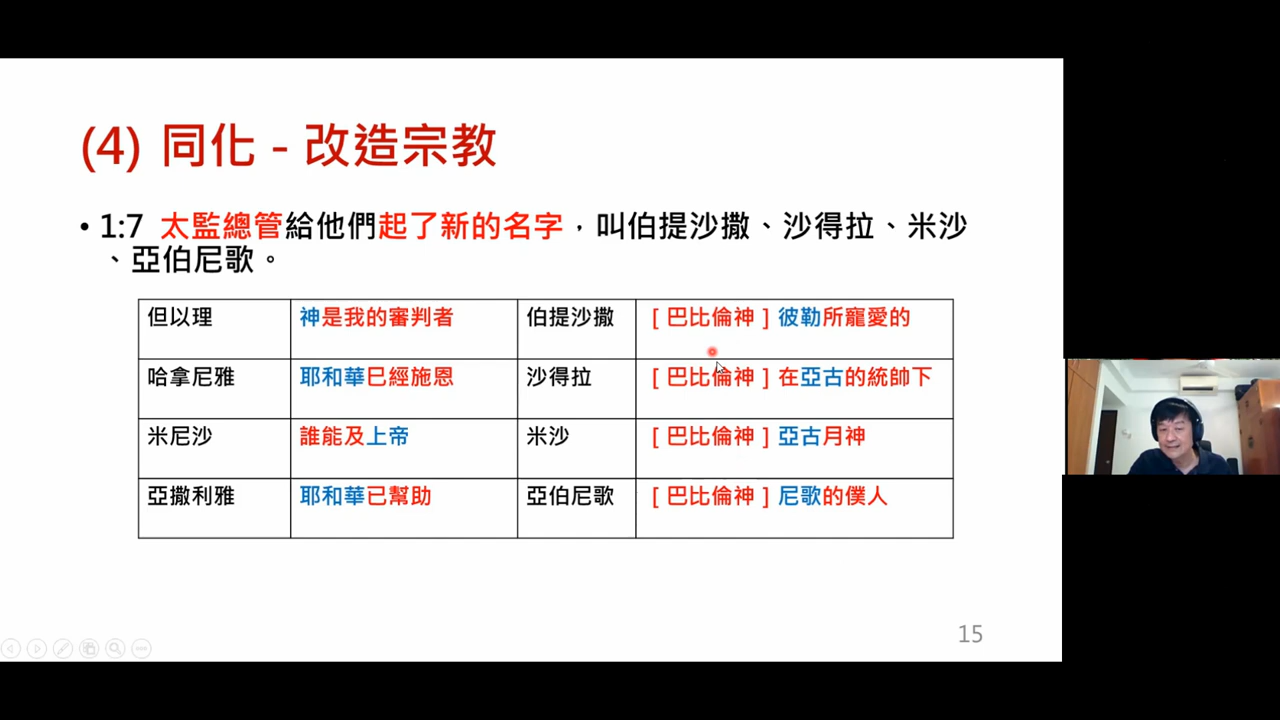 (4) 同化 - 改造宗教
• 1:7 太監總管給他們起了新的名字，叫伯提沙撒、沙得拉、米沙
、亞伯尼歌。
但以理 神是我的審判者 伯提沙撒 [ 巴比倫神 ] 彼勒所寵愛的
哈拿尼雅 耶和華巳經施恩 沙得拉 [ 巴比倫神 ] 在亞古的統帥下
米尼沙 誰能及上帝 米沙 [ 巴比倫神 ] 亞古月神
亞撒利雅 耶和華已幫助 亞伯尼歌 [ 巴比倫神 ] 尼歌的僕人
15